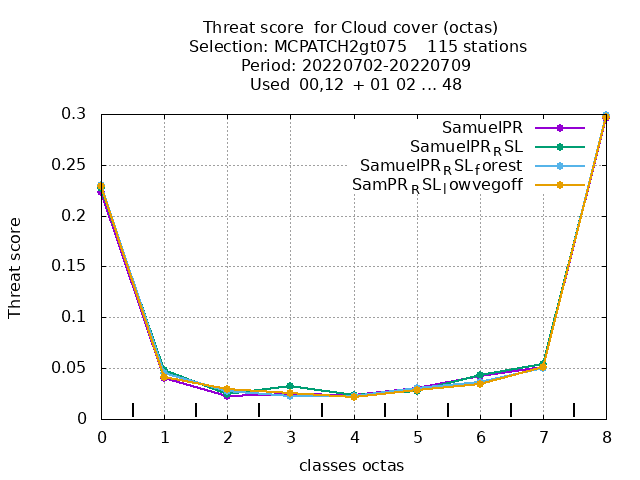 Threat score for Cloud cover (octas)
Selection: MCPATCH2gt075 115 stations
Period: 20220702-20220709
Used 00,12 + 01 02 ... 48
SamuelPR
SamuelPR_RSL
SamuelPR_RSL_forest
SamPR_RSL_lowvegoff
0.3
0.25
0.2
0.15
0.1
0.05
0
Threat score
0 1 2 3 4 5 6 7 8
classes octas